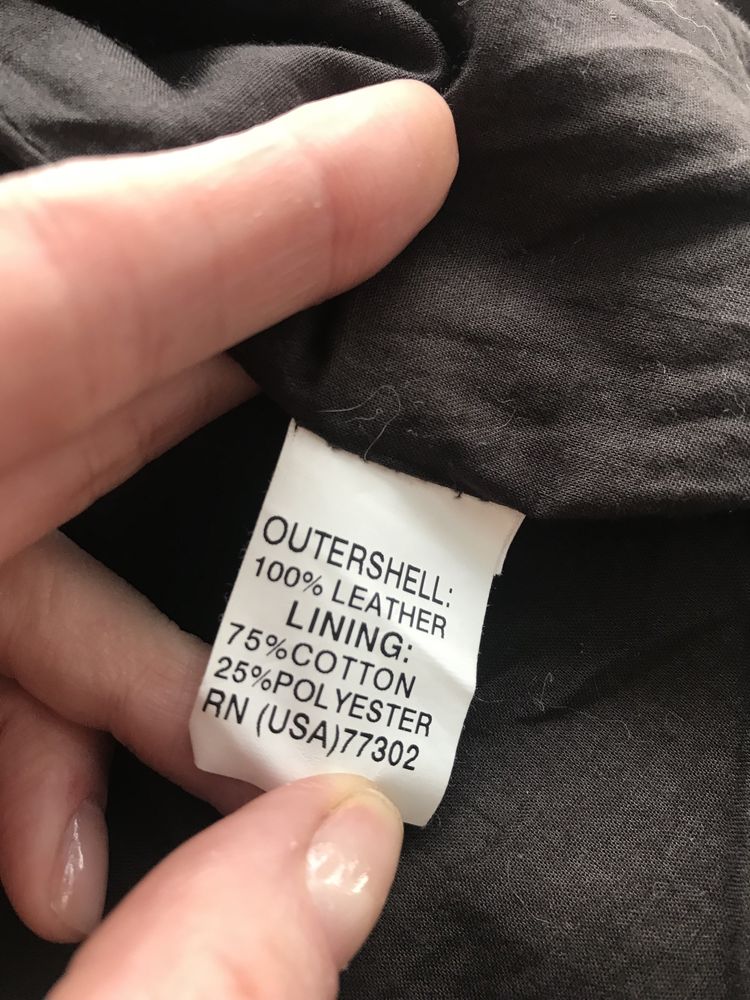 OUTERSHELL:
100% LEATHER
LINING:
75%COTTON
25%POLYESTER
RN (USA)77302